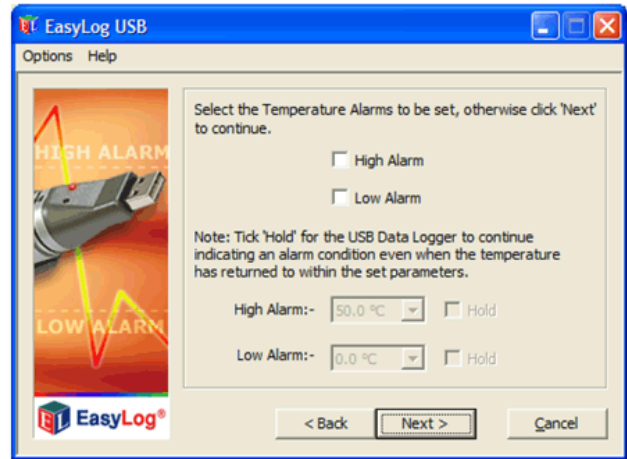 EasyLog USB
Options Help
HIGH ALARM
LOW ALARM
EasyLog®
Select the Temperature Alarms to be set, otherwise click 'Next'
to continue.
High Alarm
Low Alarm
Note: Tick 'Hold' for the USB Data Logger to continue
indicating an alarm condition even when the temperature
has returned to within the set parameters.
High Alarm:- 50.0 °C Hold
Low Alarm:- 0.0 °C Hold
< Back Next > Cancel